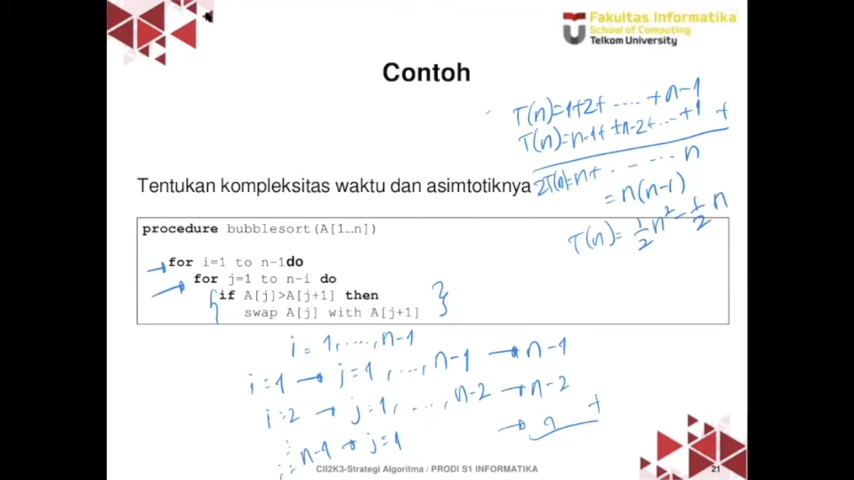 Fakultas Informatika
School of Computing
Telkom University
Contoh
T(n)=1+2+ .... +n-1
T(n)=n-1+ +n-2+ ... +1 +
2T(n)=n+ . - ... n
= n(n-1)
T(n)= 1/2 n² - 1/2 n
Tentukan kompleksitas waktu dan asimtotiknya
procedure bubblesort(A[1…n])
for i=1 to n-1do
for j=1 to n-i do
if A[j]>A[j+1] then
swap A[j] with A[j+1]
i = 1,...,n-1
i=1 → j=1,...,n-1 → n-1
i=2 → j=1,...,n-2 → n-2
i=n-1 → j=1 → +
CII2K3-Strategi Algoritma / PRODI S1 INFORMATIKA
21